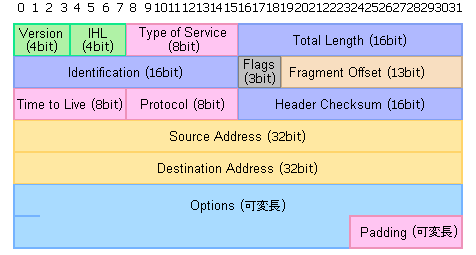 0 1 2 3 4 5 6 7 8 9 10 11 12 13 14 15 16 17 18 19 20 21 22 23 24 25 26 27 28 29 30 31
Version (4bit) IHL (4bit) Type of Service (8bit) Total Length (16bit)
Identification (16bit) Flags (3bit) Fragment Offset (13bit)
Time to Live (8bit) Protocol (8bit) Header Checksum (16bit)
Source Address (32bit)
Destination Address (32bit)
Options (可変長)
Padding (可変長)